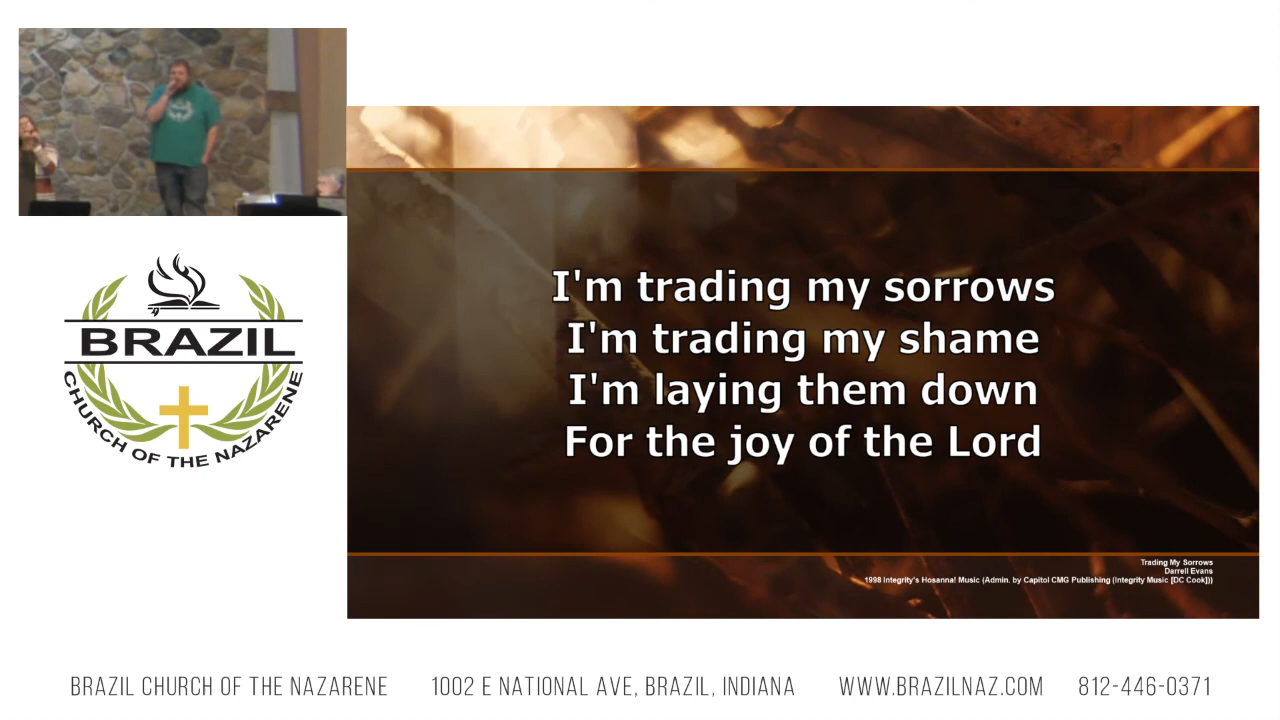 BRAZIL
CHURCH OF THE NAZARENE
I'm trading my sorrows
I'm trading my shame
I'm laying them down
For the joy of the Lord
Trading My Sorrows
Darrell Evans
1998 Integrity's Hosanna! Music (Admin. by Capitol CMG Publishing (Integrity Music [DC Cook]))
BRAZIL CHURCH OF THE NAZARENE 1002 E NATIONAL AVE, BRAZIL, INDIANA WWW.BRAZILNAZ.COM 812-446-0371